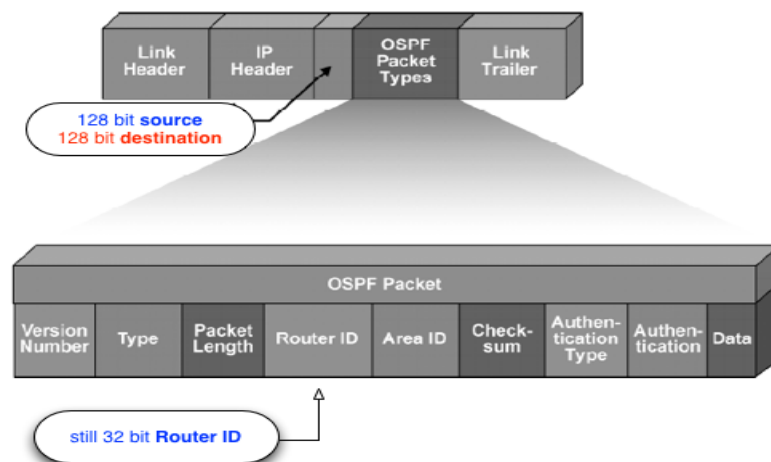 Link
Header
IP
Header
OSPF
Packet
Types
Link
Trailer
128 bit source
128 bit destination
OSPF Packet
Version
Number
Type
Packet
Length
Router ID
Area ID
Check-
sum
Authen-
tication
Type
Authen-
tication
Data
still 32 bit Router ID